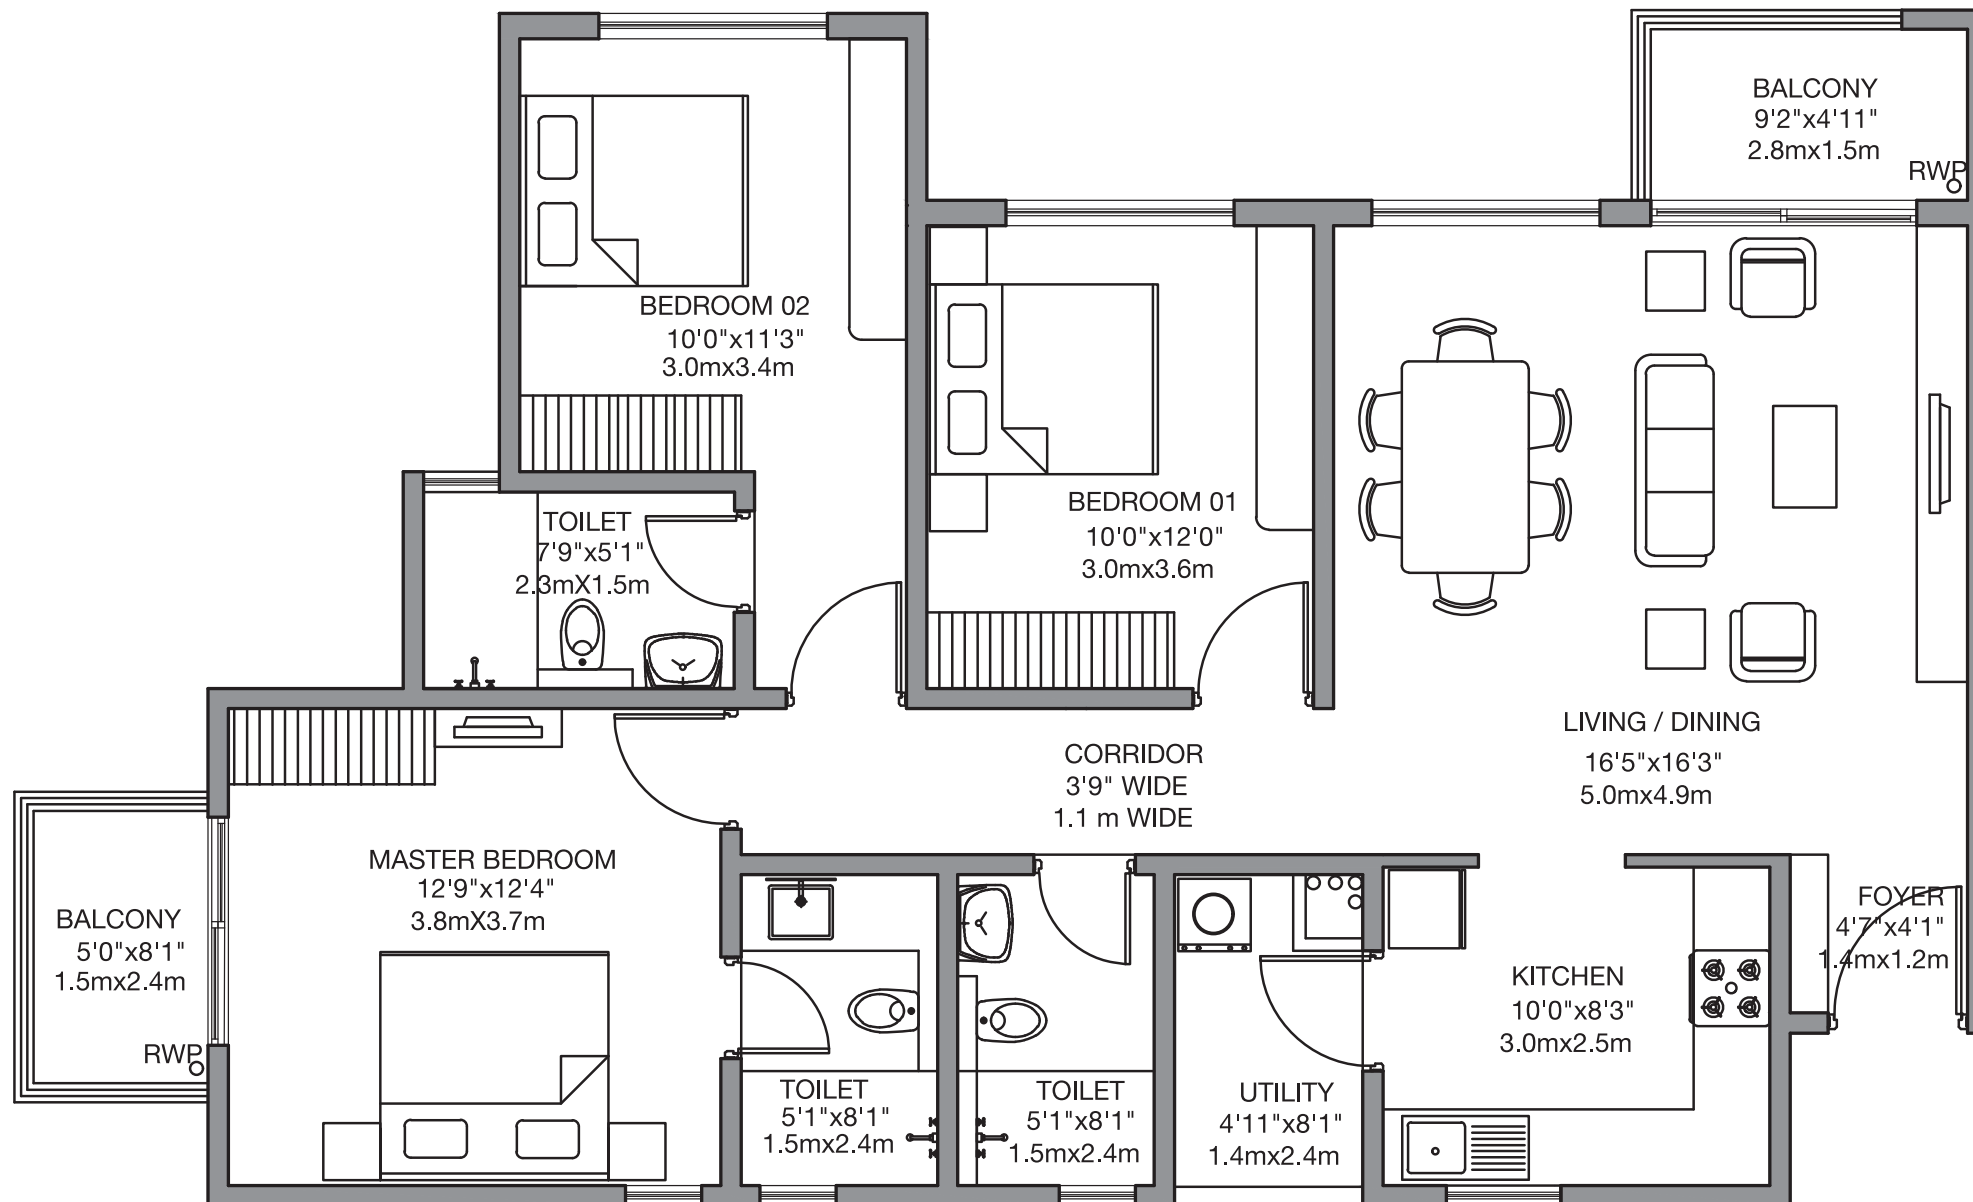 BALCONY
9'2"x4'11"
2.8mx1.5m
RWP
BEDROOM 02
10'0"x11'3"
3.0mx3.4m
BEDROOM 01
10'0"x12'0"
3.0mx3.6m
TOILET
7'9"x5'1"
2.3mX1.5m
LIVING / DINING
16'5"x16'3"
5.0mx4.9m
CORRIDOR
3'9" WIDE
1.1 m WIDE
MASTER BEDROOM
12'9"x12'4"
3.8mX3.7m
BALCONY
5'0"x8'1"
1.5mx2.4m
RWP
FOYER
4'7"x4'1"
1.4mx1.2m
KITCHEN
10'0"x8'3"
3.0mx2.5m
TOILET
5'1"x8'1"
1.5mx2.4m
TOILET
5'1"x8'1"
1.5mx2.4m
UTILITY
4'11"x8'1"
1.4mx2.4m